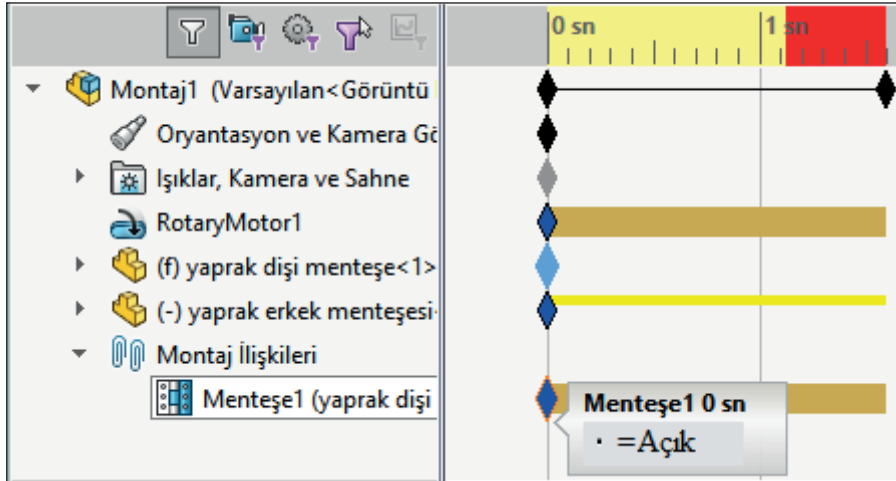 0 sn
1 sn
Montaj1 (Varsayılan<Görüntü
Oryantasyon ve Kamera Gö
Işıklar, Kamera ve Sahne
RotaryMotor1
(f) yaprak dişi menteşe<1>
(-) yaprak erkek menteşesi
Montaj İlişkileri
Menteşe1 (yaprak dişi
Menteşe1 0 sn
· =Açık